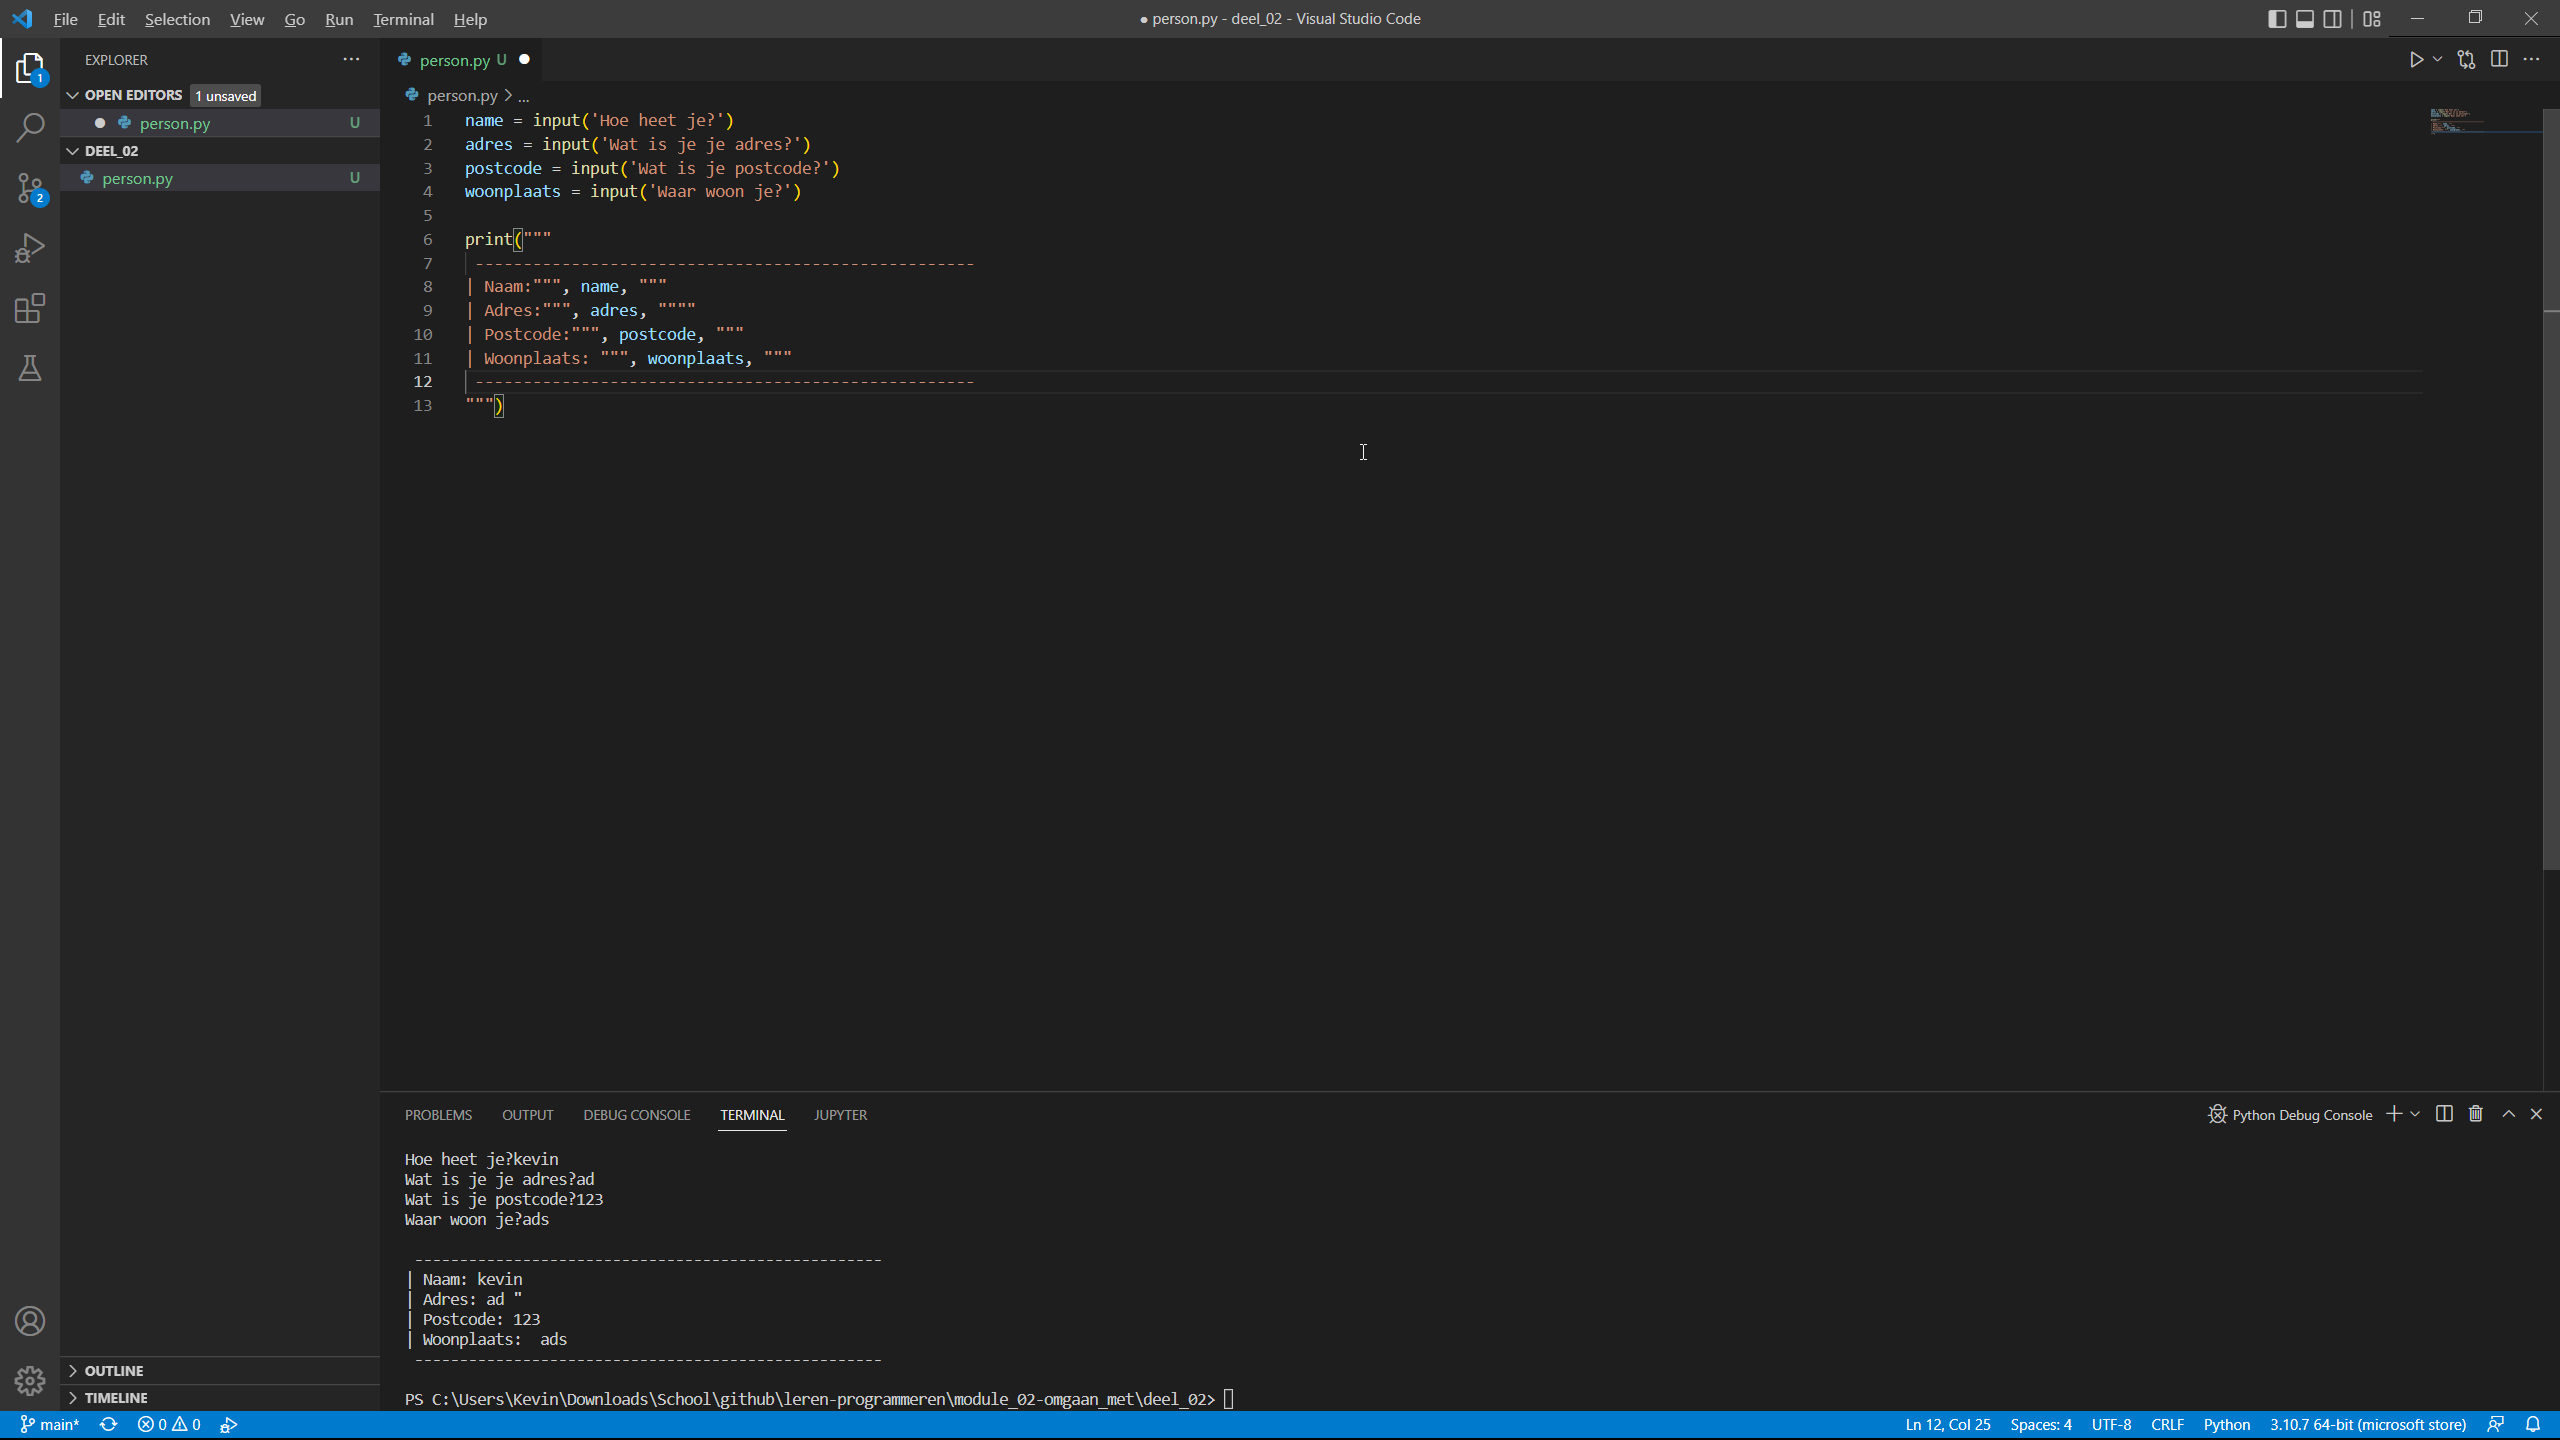 File Edit Selection View Go Run Terminal Help
● person.py - deel_02 - Visual Studio Code
EXPLORER
OPEN EDITORS 1 unsaved
person.py U
DEEL_02
person.py U
1
2
OUTLINE
TIMELINE
person.py U
person.py > ...
1 name = input('Hoe heet je?')
2 adres = input('Wat is je je adres?')
3 postcode = input('Wat is je postcode?')
4 woonplaats = input('Waar woon je?')
5
6 print("""
7  ----------------------------------------------------
8 | Naam:""", name, """
9 | Adres:""", adres, """"
10 | Postcode:""", postcode, """
11 | Woonplaats: """, woonplaats, """
12  ----------------------------------------------------
13 """)
PROBLEMS OUTPUT DEBUG CONSOLE TERMINAL JUPYTER
Python Debug Console
Hoe heet je?kevin
Wat is je je adres?ad
Wat is je postcode?123
Waar woon je?ads
 ----------------------------------------------------
| Naam: kevin
| Adres: ad "
| Postcode: 123
| Woonplaats:  ads
 ----------------------------------------------------
PS C:\Users\Kevin\Downloads\School\github\leren-programmeren\module_02-omgaan_met\deel_02>
main* 0 0
Ln 12, Col 25 Spaces: 4 UTF-8 CRLF Python 3.10.7 64-bit (microsoft store)